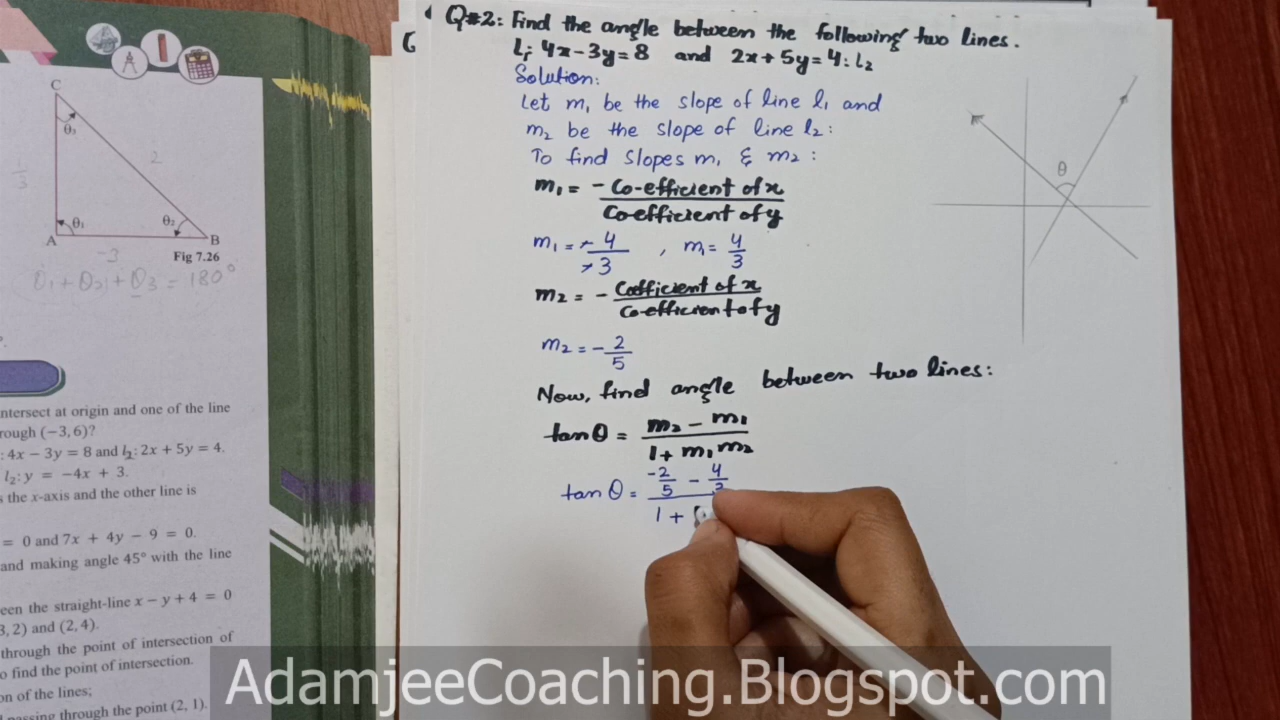 C
θ₃
2
1/3
θ₁
θ₂
A
B
-3
Fig 7.26
θ₁ + θ₂ + θ₃ = 180°
ntersect at origin and one of the line
rough (−3, 6)?
: 4x − 3y = 8 and l₂: 2x + 5y = 4.
l₂: y = −4x + 3.
s the x-axis and the other line is
= 0 and 7x + 4y − 9 = 0.
and making angle 45° with the line
een the straight-line x − y + 4 = 0
3, 2) and (2, 4).
through the point of intersection of
o find the point of intersection.
on of the lines;
passing through the point (2, 1).
Q#2: Find the angle between the following two lines.
l₁: 4x-3y=8 and 2x+5y=4: l₂
Solution:
Let m₁ be the slope of line l₁ and
m₂ be the slope of line l₂:
To find slopes m₁ & m₂:
m₁ = - Co-efficient of x / Co-efficient of y
m₁ = - 4 / - 3 , m₁ = 4/3
m₂ = - Cofficient of x / Co-efficient of y
m₂ = - 2/5
Now, find angle between two lines:
tan θ = m₂ - m₁ / 1 + m₁ m₂
tan θ = -2/5 - 4/3 / 1 + (
θ
AdamjeeCoaching.Blogspot.com